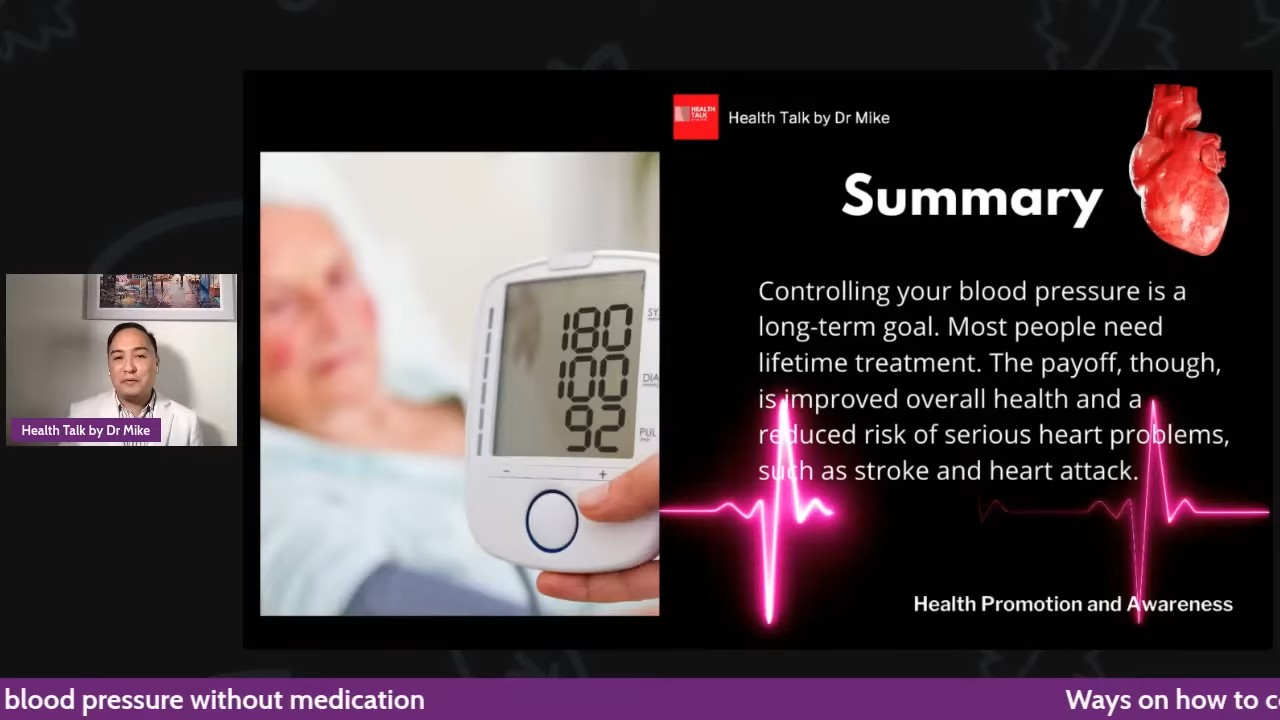 HEALTH
TALK
Health Talk by Dr Mike
Summary
Controlling your blood pressure is a
long-term goal. Most people need
lifetime treatment. The payoff, though,
is improved overall health and a
reduced risk of serious heart problems,
such as stroke and heart attack.
180
100
92
DIA
PUL
Health Talk by Dr Mike
Health Promotion and Awareness
blood pressure without medication
Ways on how to c